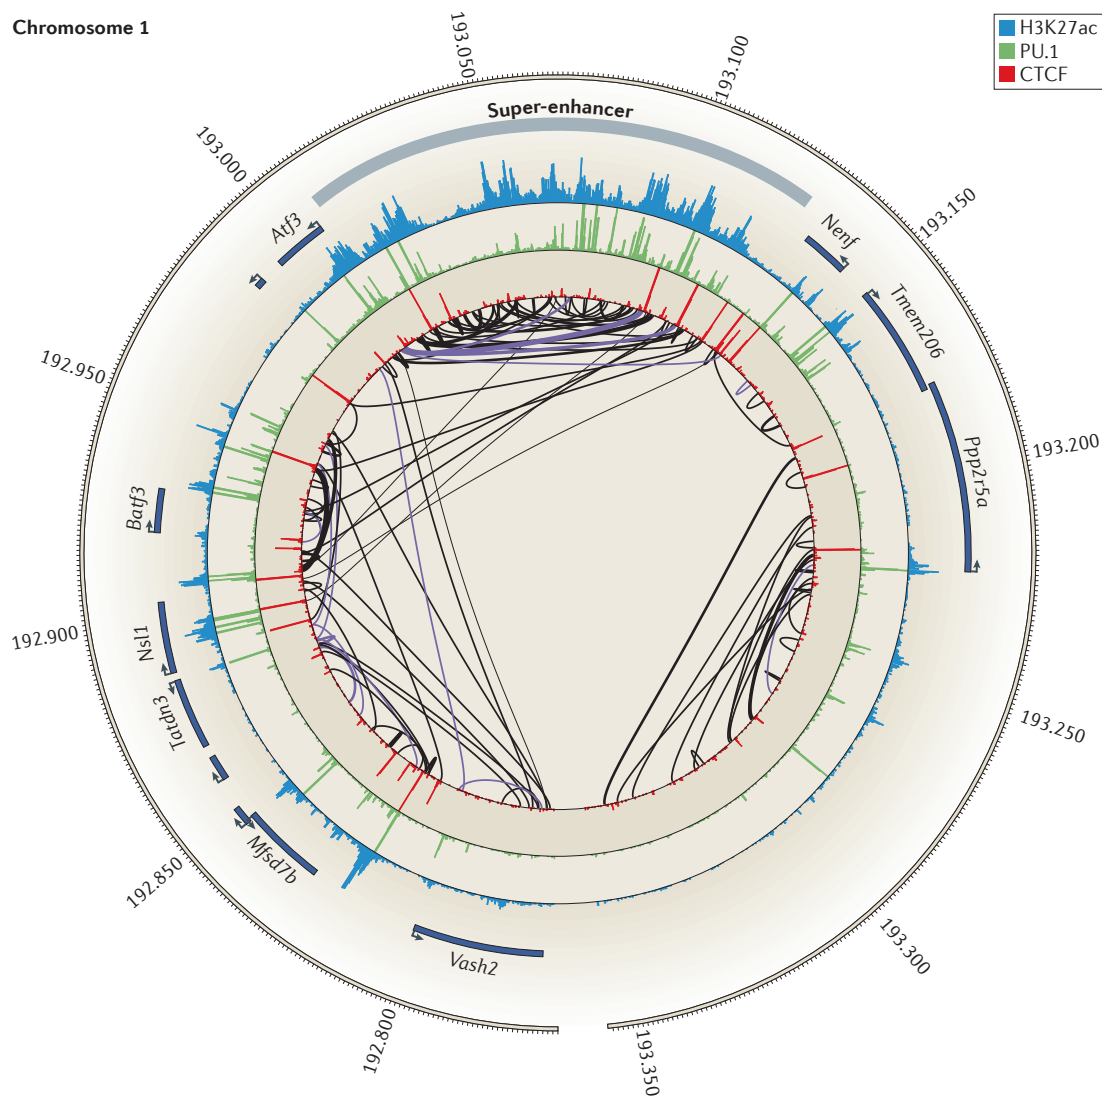 Chromosome 1
H3K27ac
PU.1
CTCF
193.050
193.100
Super-enhancer
193.000
193.150
Atf3
Nenf
Tmem206
192.950
193.200
Ppp2r5a
Batf3
192.900
Nsl1
Tatdn3
193.250
Mfsd7b
192.850
193.300
Vash2
192.800
193.350